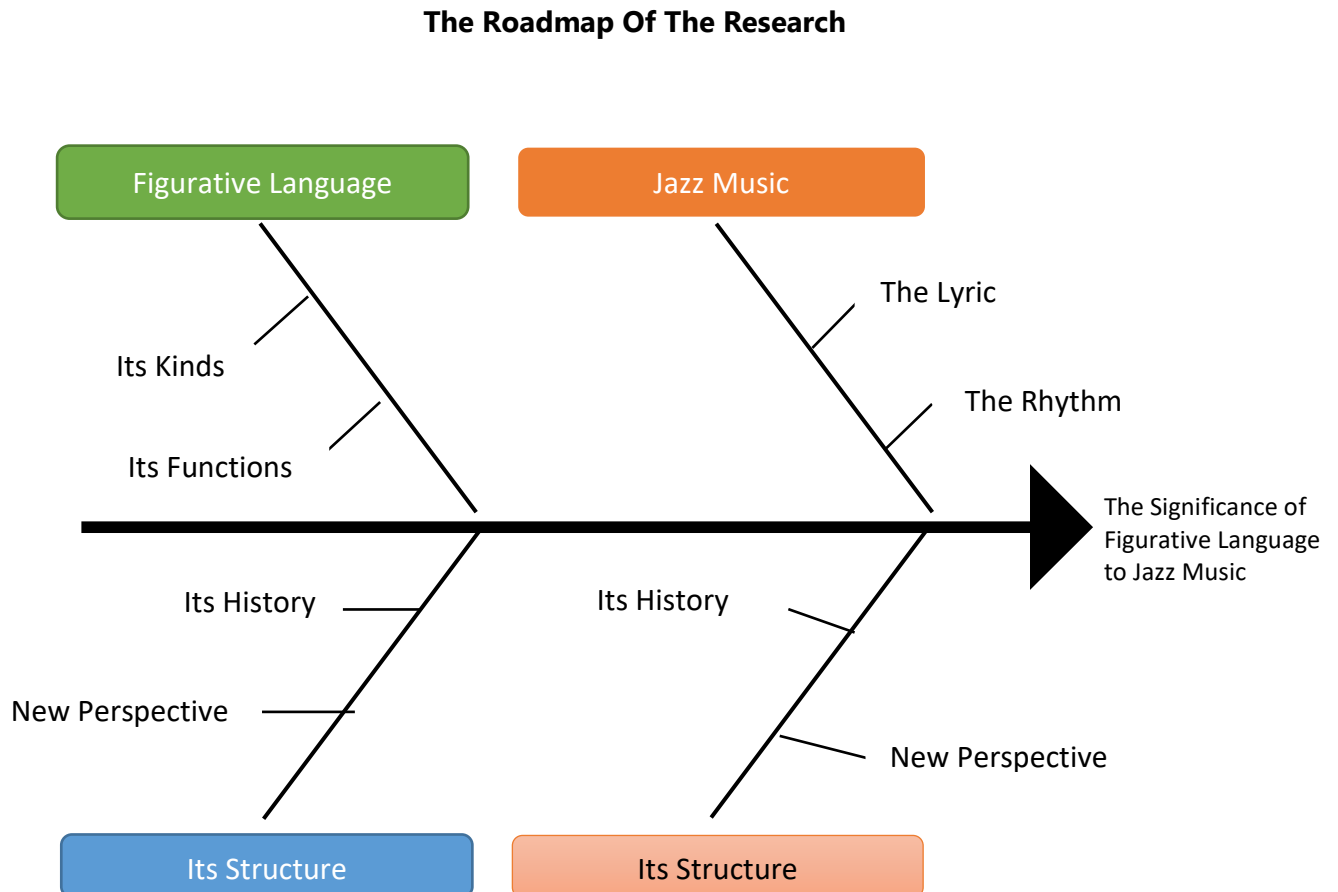 The Roadmap Of The Research
Figurative Language
Jazz Music
The Lyric
Its Kinds
The Rhythm
Its Functions
The Significance of
Figurative Language
to Jazz Music
Its History
Its History
New Perspective
New Perspective
Its Structure
Its Structure